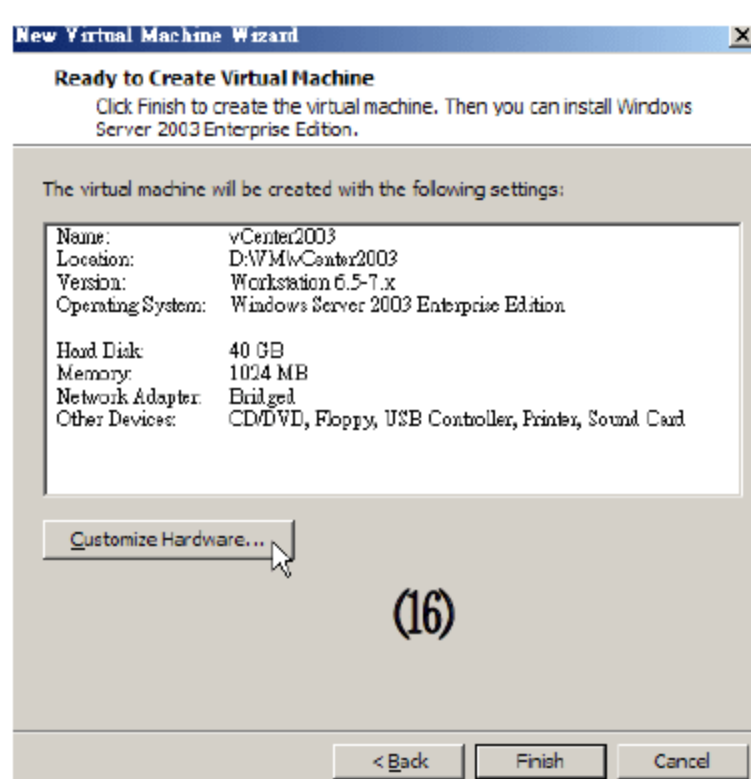 New Virtual Machine Wizard
Ready to Create Virtual Machine
Click Finish to create the virtual machine. Then you can install Windows
Server 2003 Enterprise Edition.
The virtual machine will be created with the following settings:
Name: vCenter2003
Location: D:\VM\vCenter2003
Version: Workstation 6.5-7.x
Operating System: Windows Server 2003 Enterprise Edition
Hard Disk: 40 GB
Memory: 1024 MB
Network Adapter: Bridged
Other Devices: CD/DVD, Floppy, USB Controller, Printer, Sound Card
Customize Hardware...
(16)
< Back Finish Cancel